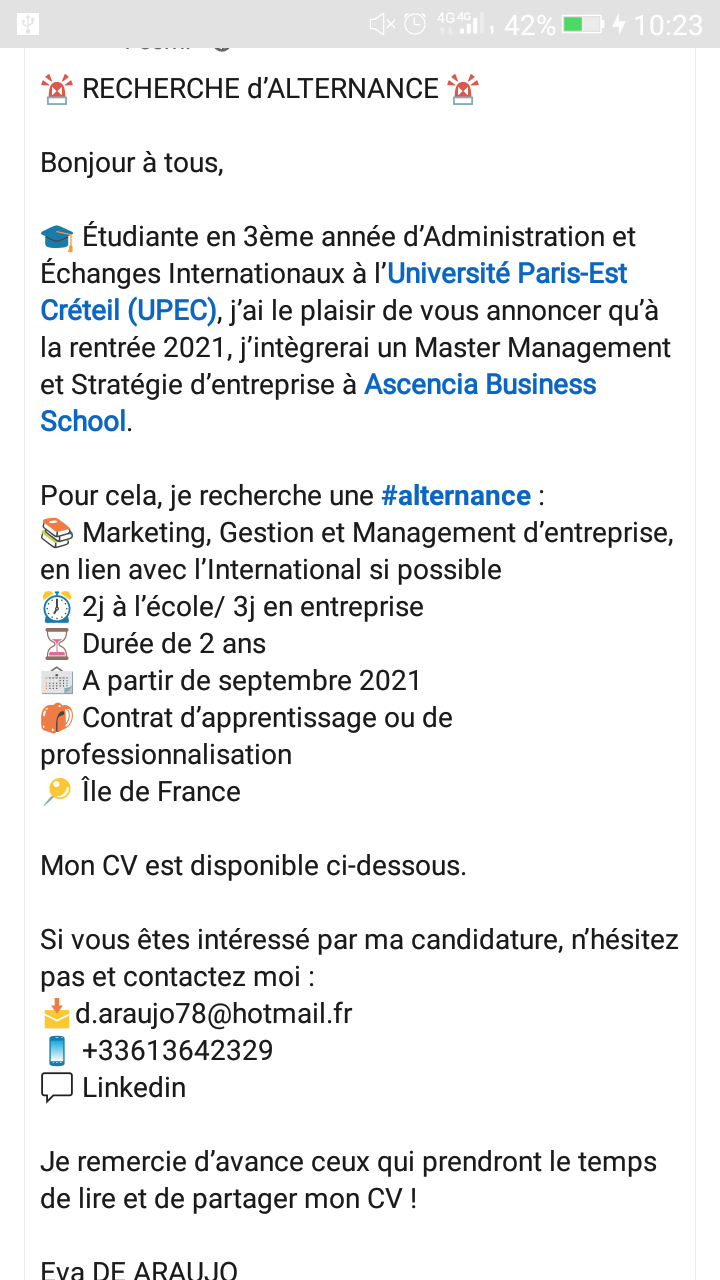 4G 4G 42% 10:23
RECHERCHE d’ALTERNANCE
Bonjour à tous,
Étudiante en 3ème année d’Administration et
Échanges Internationaux à l’Université Paris-Est
Créteil (UPEC), j’ai le plaisir de vous annoncer qu’à
la rentrée 2021, j’intègrerai un Master Management
et Stratégie d’entreprise à Ascencia Business
School.
Pour cela, je recherche une #alternance :
Marketing, Gestion et Management d’entreprise,
en lien avec l’International si possible
2j à l’école/ 3j en entreprise
Durée de 2 ans
A partir de septembre 2021
Contrat d’apprentissage ou de
professionnalisation
Île de France
Mon CV est disponible ci-dessous.
Si vous êtes intéressé par ma candidature, n’hésitez
pas et contactez moi :
d.araujo78@hotmail.fr
+33613642329
Linkedin
Je remercie d’avance ceux qui prendront le temps
de lire et de partager mon CV !
Eva DE ARAUJO